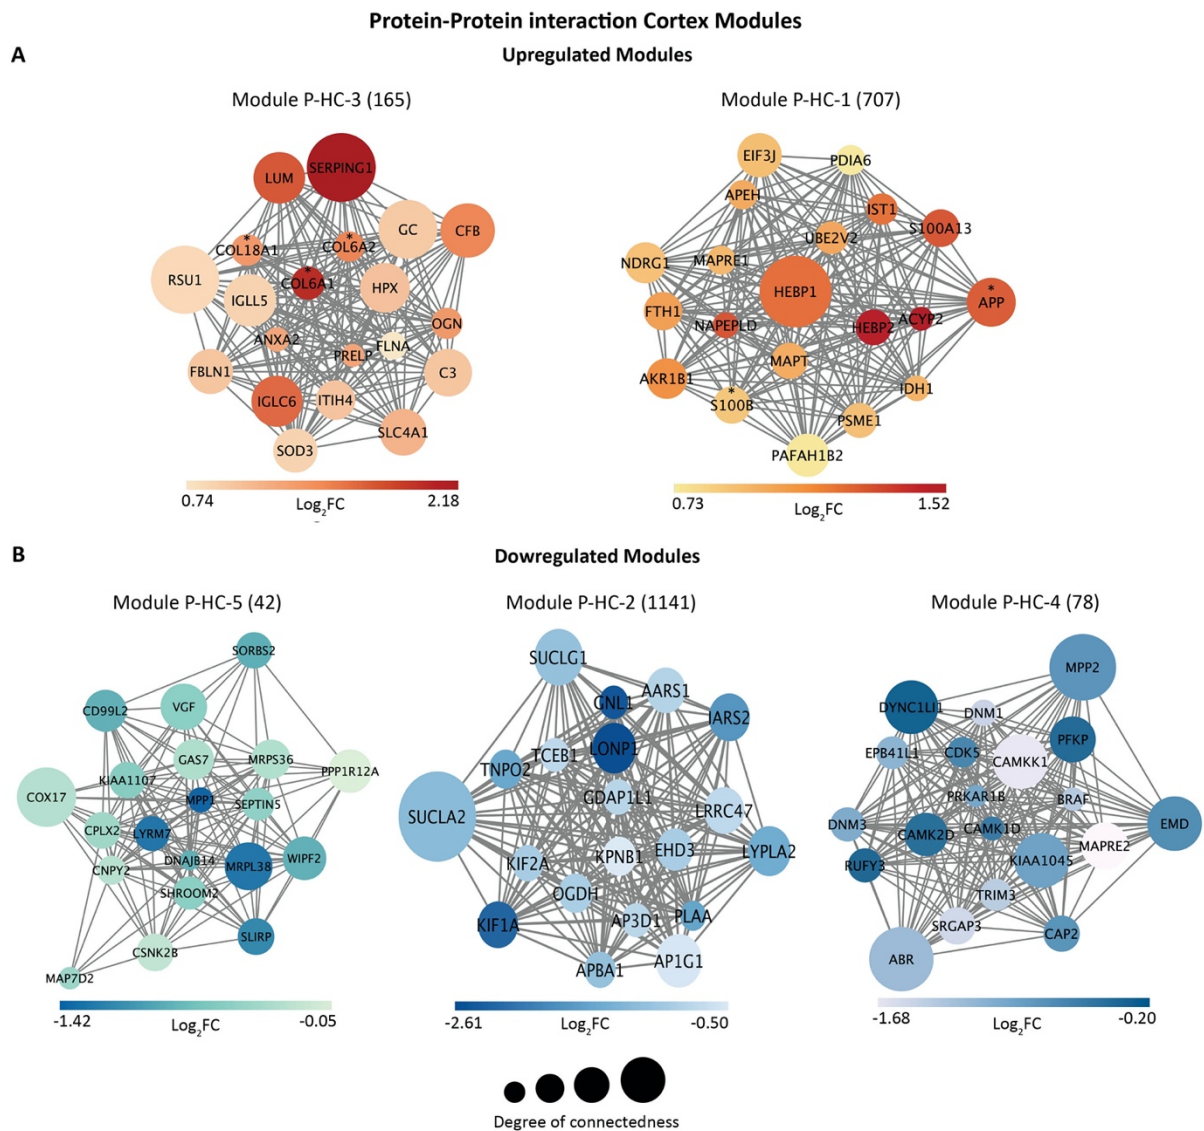 Protein-Protein interaction Cortex Modules
A
Upregulated Modules
Module P-HC-3 (165)
SERPING1
LUM
GC
CFB
*
COL18A1
*
COL6A2
RSU1
*
COL6A1
HPX
IGLL5
OGN
ANXA2
FLNA
PRELP
FBLN1
C3
IGLC6
ITIH4
SLC4A1
SOD3
0.74
Log2FC
2.18
Module P-HC-1 (707)
EIF3J
PDIA6
APEH
IST1
S100A13
UBE2V2
NDRG1
MAPRE1
HEBP1
*
APP
FTH1
NAPEPLD
HEBP2
ACYP2
MAPT
AKR1B1
IDH1
*
S100B
PSME1
PAFAH1B2
0.73
Log2FC
1.52
B
Dowregulated Modules
Module P-HC-5 (42)
SORBS2
CD99L2
VGF
GAS7
MRPS36
PPP1R12A
KIAA1107
COX17
MPP1
SEPTIN5
CPLX2
LYRM7
DNAJB14
WIPF2
CNPY2
MRPL38
SHROOM2
SLIRP
CSNK2B
MAP7D2
-1.42
Log2FC
-0.05
Module P-HC-2 (1141)
SUCLG1
AARS1
GNL1
IARS2
LONP1
TCEB1
TNPO2
GDAP1L1
LRRC47
SUCLA2
KIF2A
KPNB1
EHD3
LYPLA2
OGDH
KIF1A
AP3D1
PLAA
APBA1
AP1G1
-2.61
Log2FC
-0.50
Module P-HC-4 (78)
MPP2
DYNC1LI1
DNM1
PFKP
EPB41L1
CDK5
CAMKK1
PRKAR1B
BRAF
DNM3
CAMK2D
CAMK1D
EMD
MAPRE2
RUFY3
KIAA1045
TRIM3
SRGAP3
CAP2
ABR
-1.68
Log2FC
-0.20
Degree of connectedness